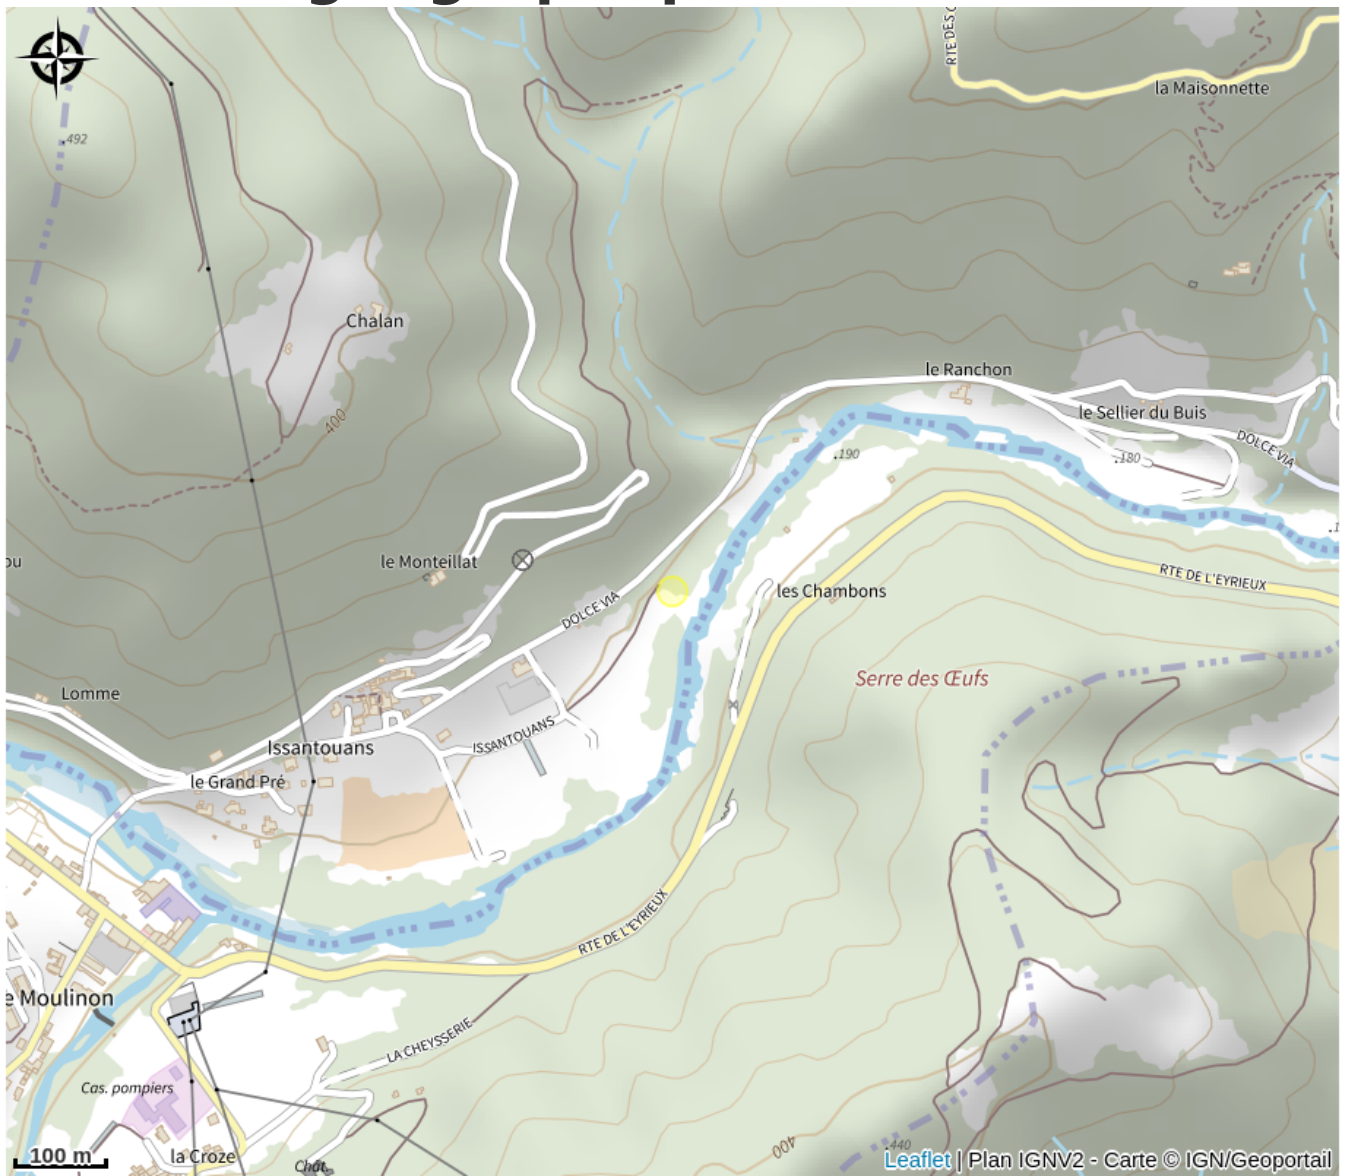 RTE DES
la Maisonnette
492
Chalan
400
le Ranchon
le Sellier du Buis
DOLCE VIA
190
180
le Monteillat
les Chambons
RTE DE L'EYRIEUX
DOLCE VIA
Serre des Œufs
Lomme
Issantouans
ISSANTOUANS
le Grand Pré
RTE DE L'EYRIEUX
e Moulinon
LA CHEYSSERIE
Cas. pompiers
400
440
100 m
la Croze
Chât.
Leaflet | Plan IGNV2 - Carte © IGN/Geoportail